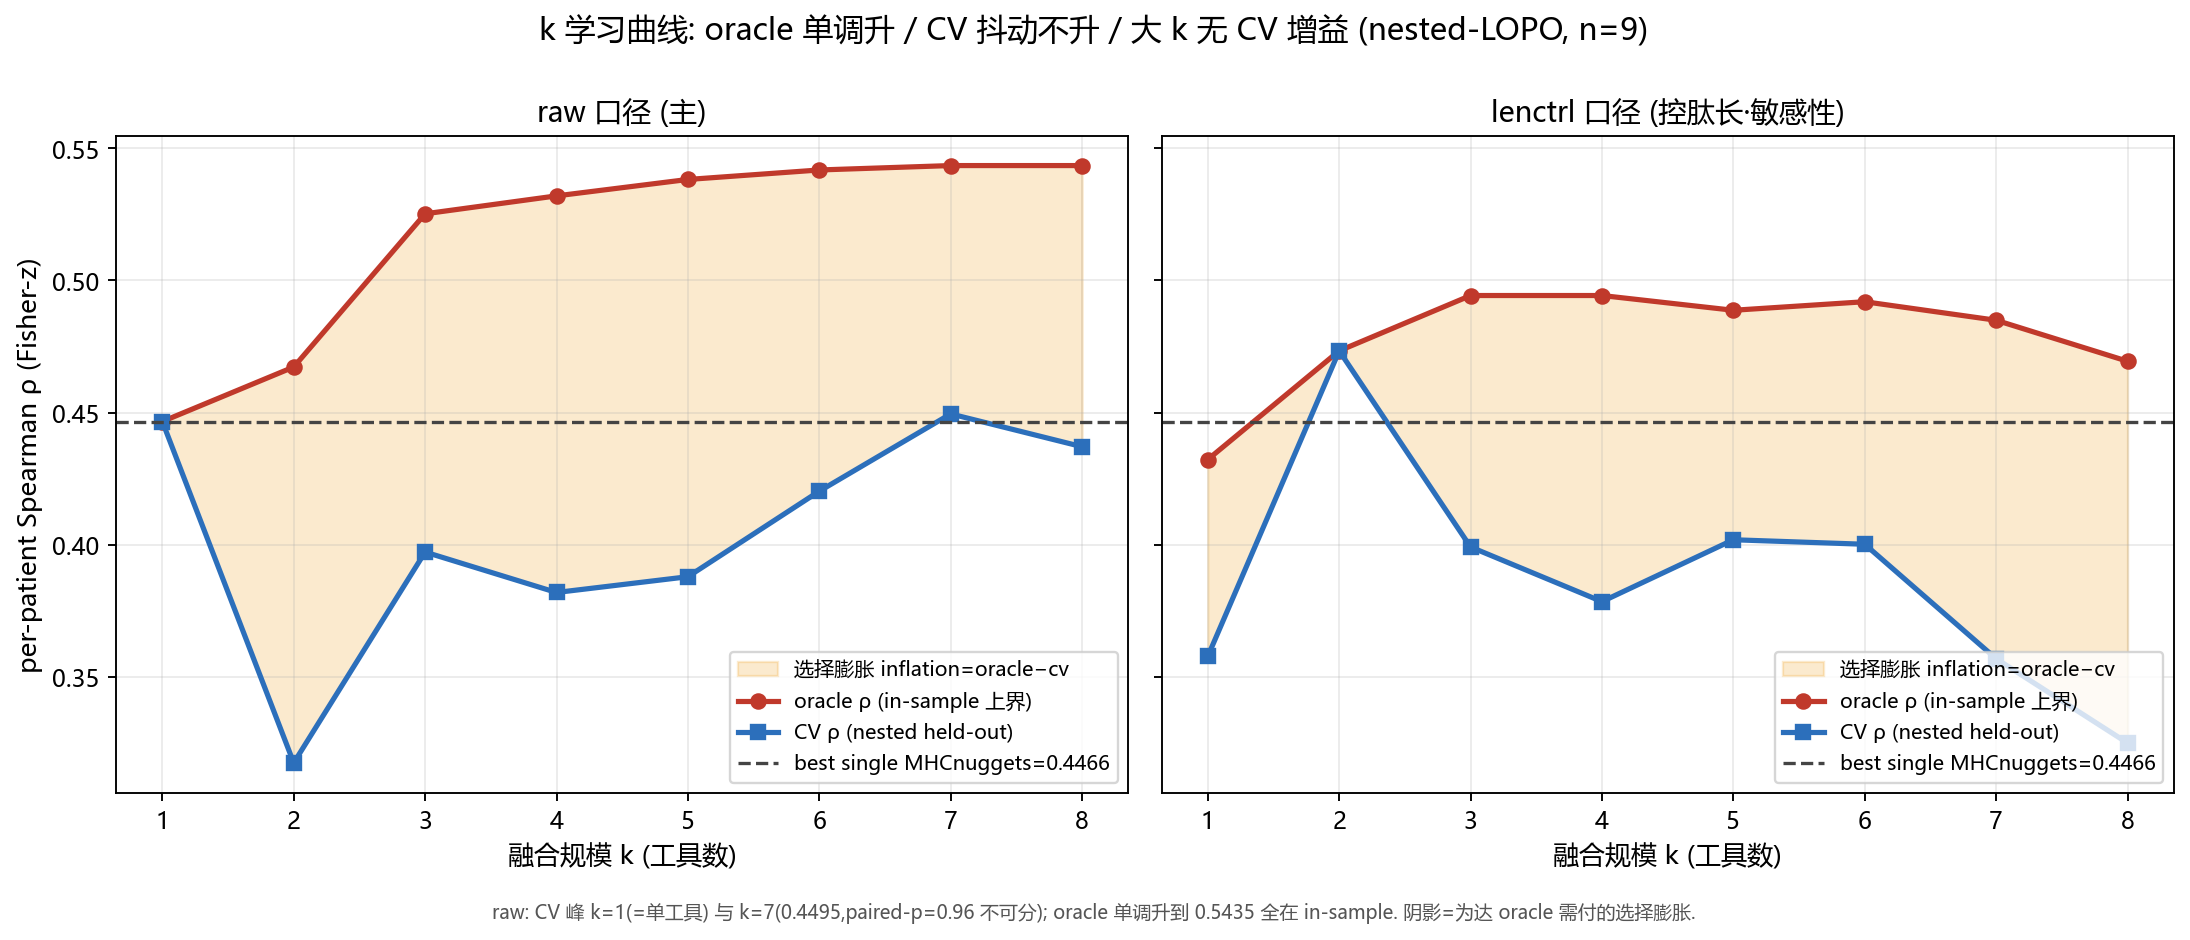 k 学习曲线: oracle 单调升 / CV 抖动不升 / 大 k 无 CV 增益 (nested-LOPO, n=9)
raw 口径 (主)
per-patient Spearman ρ (Fisher-z)
0.55
0.50
0.45
0.40
0.35
选择膨胀 inflation=oracle−cv
oracle ρ (in-sample 上界)
CV ρ (nested held-out)
best single MHCnuggets=0.4466
1 2 3 4 5 6 7 8
融合规模 k (工具数)
lenctrl 口径 (控肽长·敏感性)
选择膨胀 inflation=oracle−cv
oracle ρ (in-sample 上界)
CV ρ (nested held-out)
best single MHCnuggets=0.4466
1 2 3 4 5 6 7 8
融合规模 k (工具数)
raw: CV 峰 k=1(=单工具) 与 k=7(0.4495,paired-p=0.96 不可分); oracle 单调升到 0.5435 全在 in-sample. 阴影=为达 oracle 需付的选择膨胀.